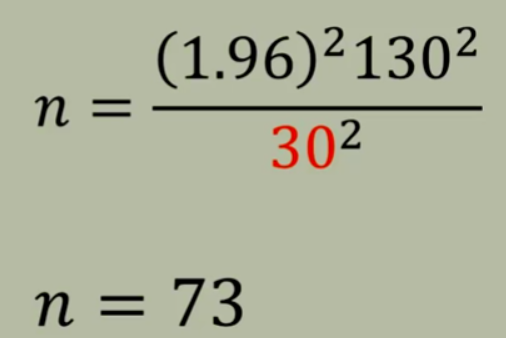 n = (1.96)²130² / 30²
n = 73